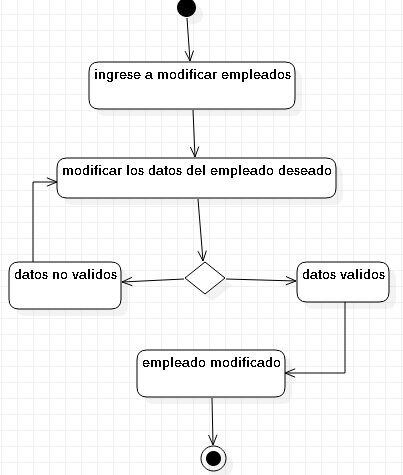 ingrese a modificar empleados
modificar los datos del empleado deseado
datos no validos
datos validos
empleado modificado